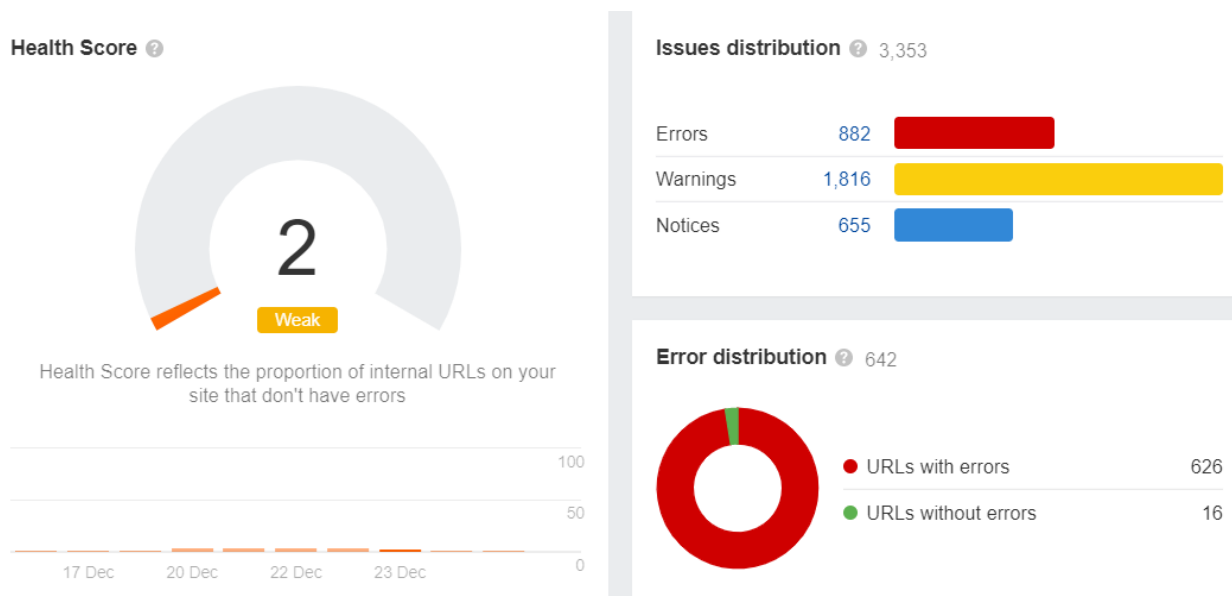 Health Score ?
2
Weak
Health Score reflects the proportion of internal URLs on your
site that don't have errors
100
50
0
17 Dec 20 Dec 22 Dec 23 Dec
Issues distribution ? 3,353
Errors 882
Warnings 1,816
Notices 655
Error distribution ? 642
URLs with errors 626
URLs without errors 16